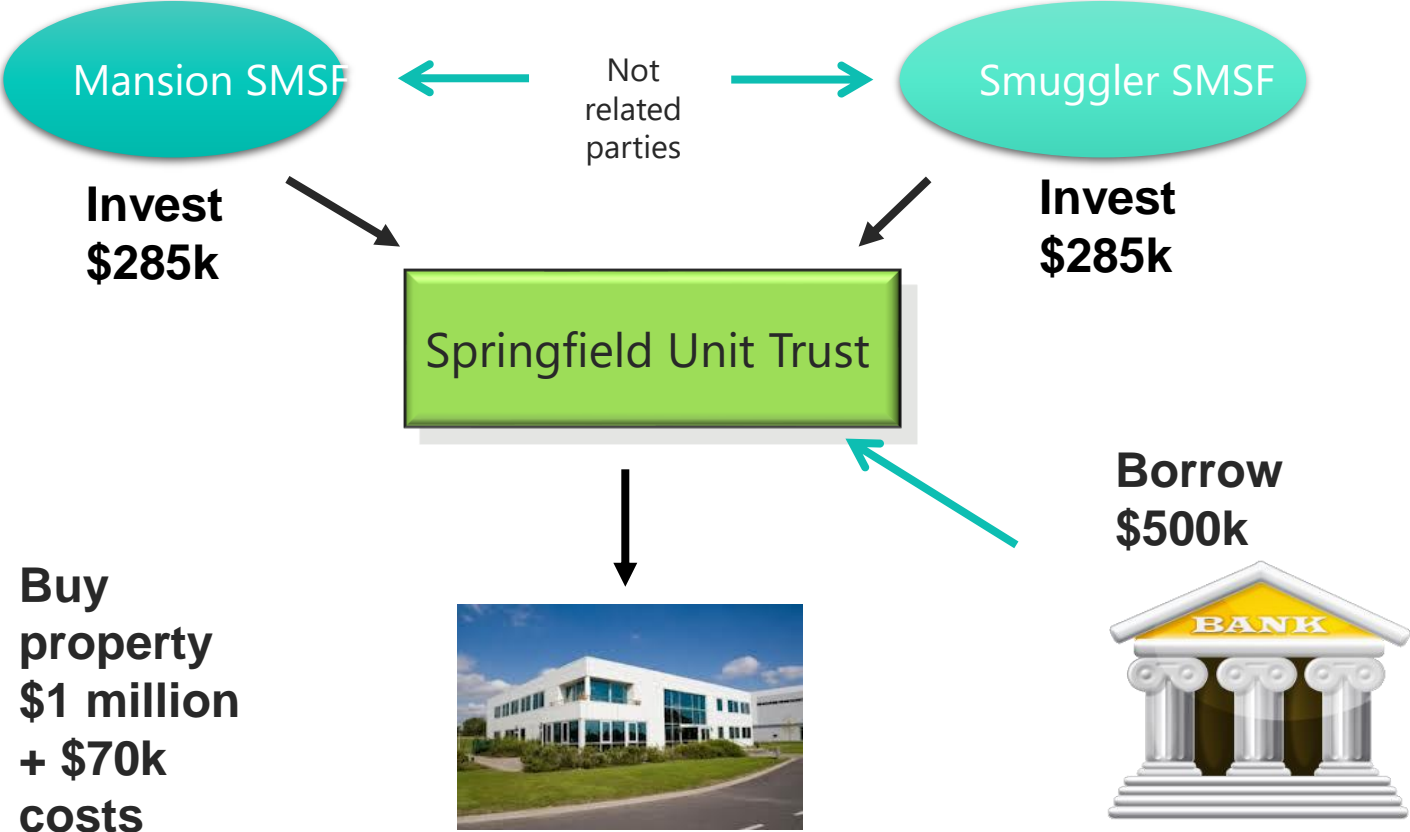 Mansion SMSF
Not
related
parties
Smuggler SMSF
Invest
$285k
Invest
$285k
Springfield Unit Trust
Borrow
$500k
BANK
Buy
property
$1 million
+ $70k
costs